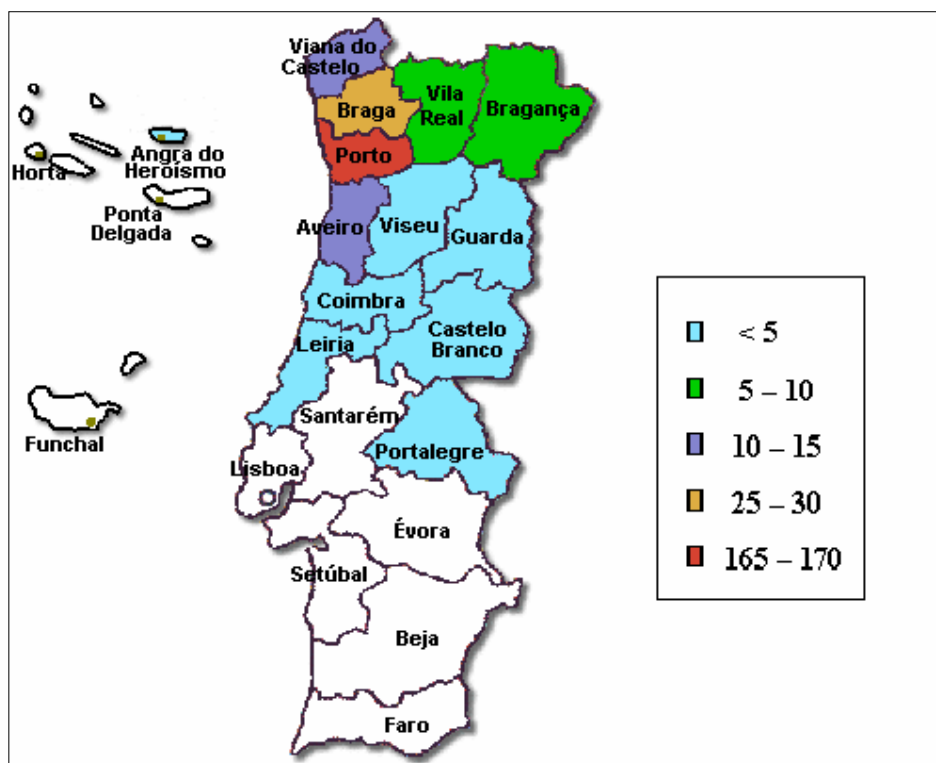 Viana do
Castelo
Braga
Vila
Real
Bragança
Porto
Angra do
Heroísmo
Horta
Ponta
Delgada
Aveiro
Viseu
Guarda
Coimbra
Leiria
Castelo
Branco
Santarém
Funchal
Lisboa
Portalegre
Évora
Setúbal
Beja
Faro
< 5
5 – 10
10 – 15
25 – 30
165 – 170